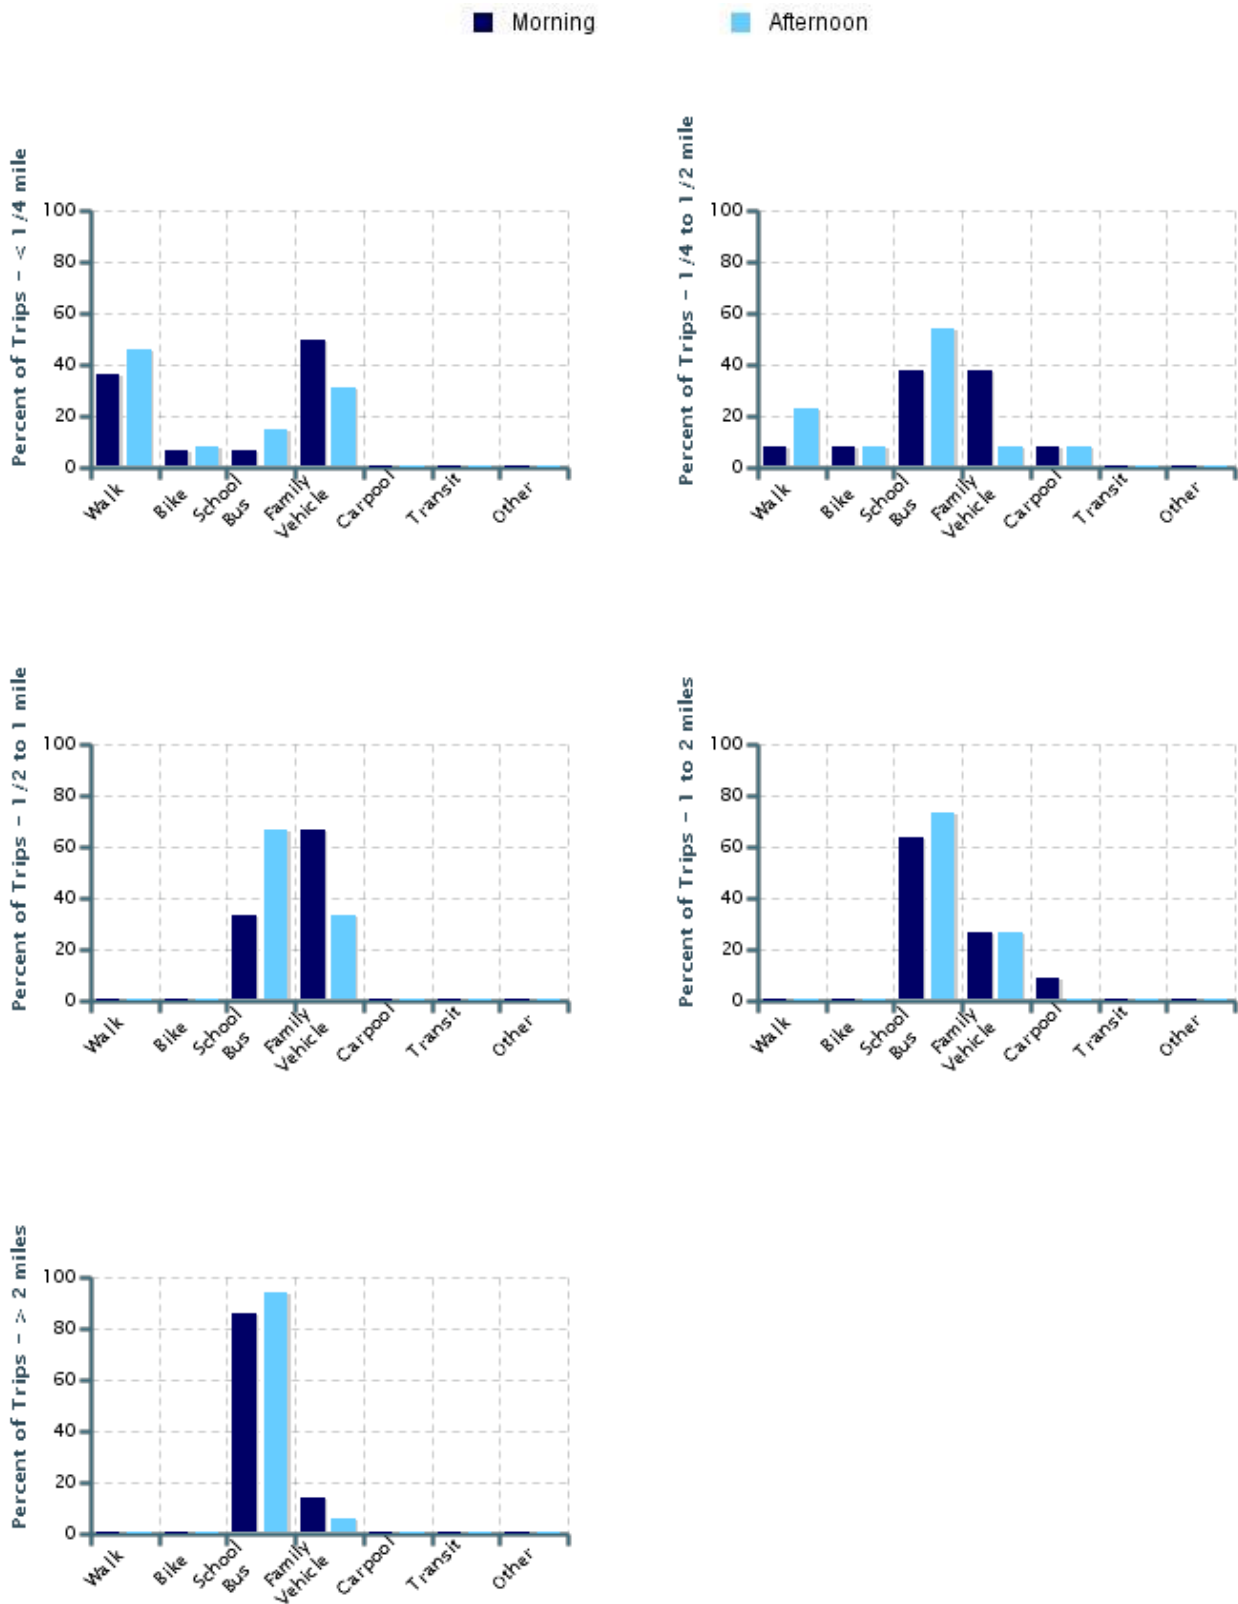 Morning Afternoon
Percent of Trips - < 1/4 mile
100
80
60
40
20
0
Walk
Bike
School
Bus
Family
Vehicle
Carpool
Transit
Other
Percent of Trips - 1/4 to 1/2 mile
100
80
60
40
20
0
Walk
Bike
School
Bus
Family
Vehicle
Carpool
Transit
Other
Percent of Trips - 1/2 to 1 mile
100
80
60
40
20
0
Walk
Bike
School
Bus
Family
Vehicle
Carpool
Transit
Other
Percent of Trips - 1 to 2 miles
100
80
60
40
20
0
Walk
Bike
School
Bus
Family
Vehicle
Carpool
Transit
Other
Percent of Trips - > 2 miles
100
80
60
40
20
0
Walk
Bike
School
Bus
Family
Vehicle
Carpool
Transit
Other